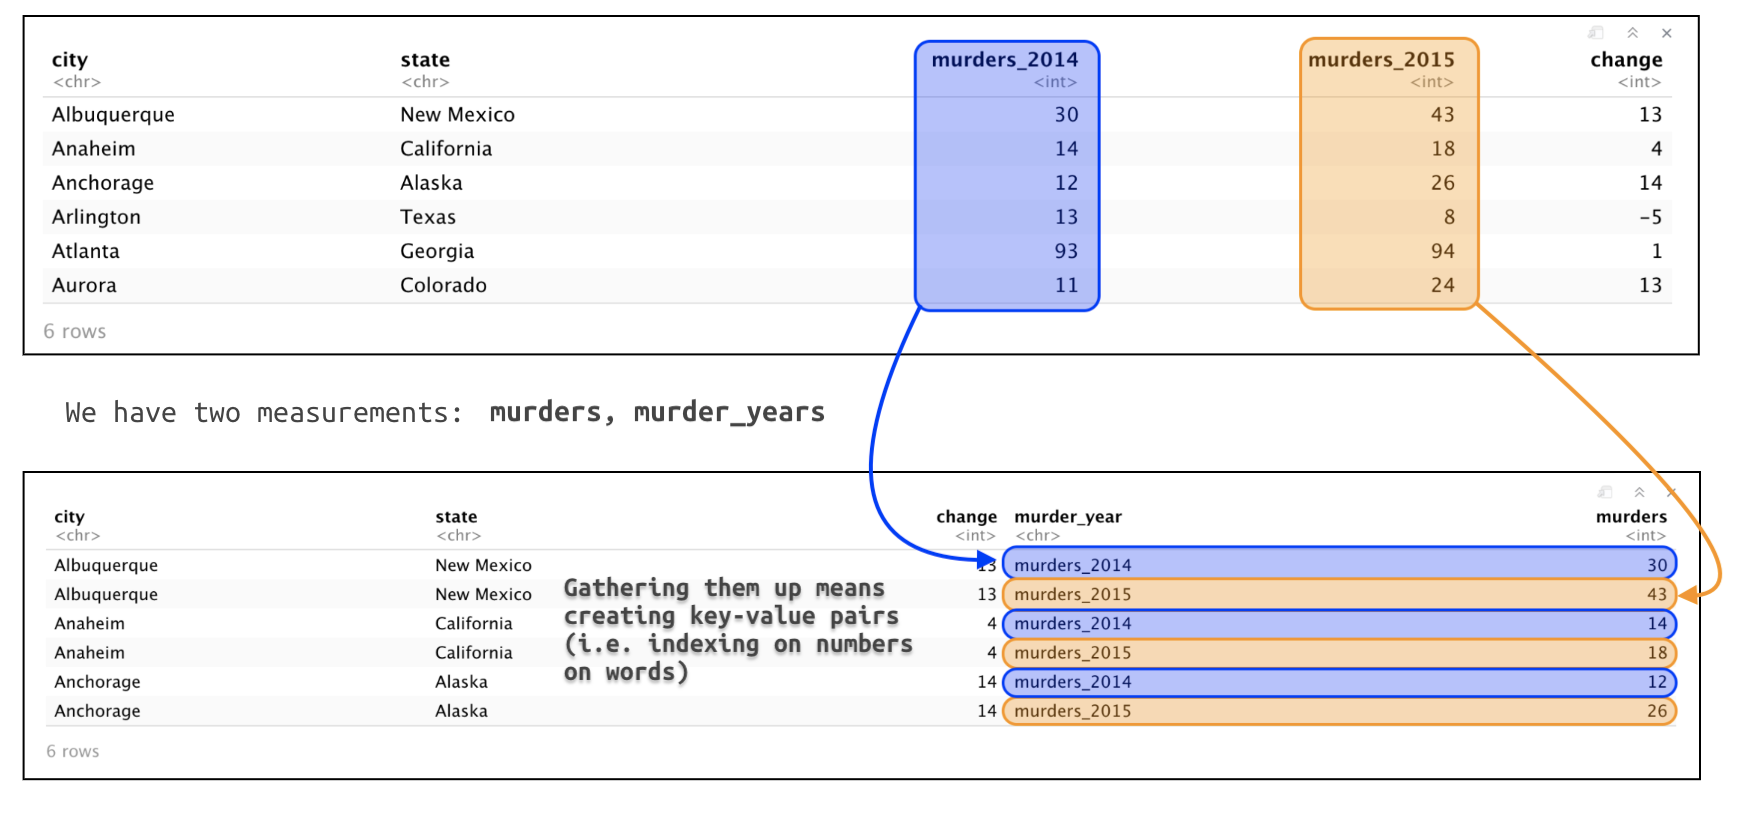 city state murders_2014 murders_2015 change
<chr> <chr> <int> <int> <int>
Albuquerque New Mexico 30 43 13
Anaheim California 14 18 4
Anchorage Alaska 12 26 14
Arlington Texas 13 8 -5
Atlanta Georgia 93 94 1
Aurora Colorado 11 24 13
6 rows
We have two measurements: murders, murder_years
city state change murder_year murders
<chr> <chr> <int> <chr> <int>
Albuquerque New Mexico 13 murders_2014 30
Albuquerque New Mexico 13 murders_2015 43
Anaheim California 4 murders_2014 14
Anaheim California 4 murders_2015 18
Anchorage Alaska 14 murders_2014 12
Anchorage Alaska 14 murders_2015 26
Gathering them up means
creating key-value pairs
(i.e. indexing on numbers
on words)
6 rows